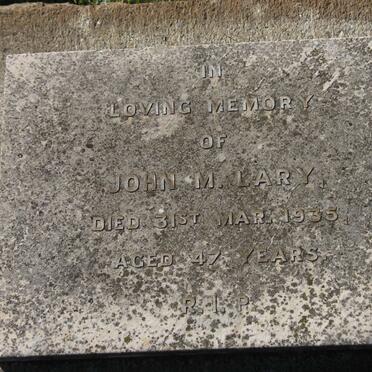 IN
LOVING MEMORY
OF
JOHN M. LARY,
DIED 31ST MAR. 1935,
AGED 47 YEARS.
R.I.P.